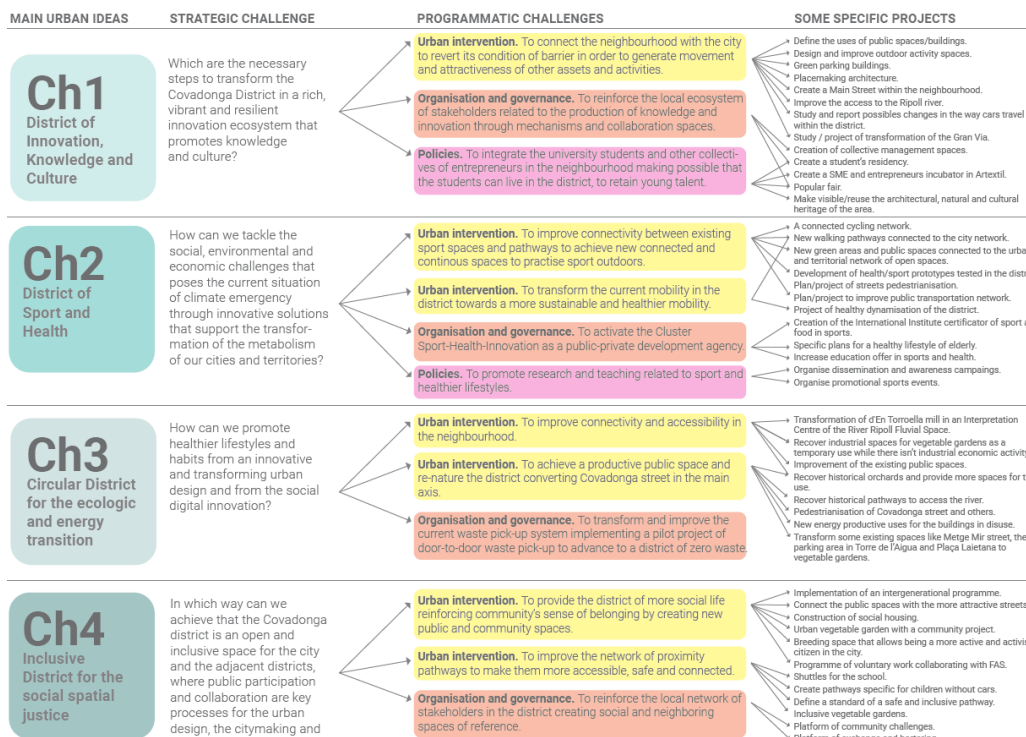 MAIN URBAN IDEAS
STRATEGIC CHALLENGE
PROGRAMMATIC CHALLENGES
SOME SPECIFIC PROJECTS
Ch1
District of
Innovation,
Knowledge and
Culture
Which are the necessary
steps to transform the
Covadonga District in a rich,
vibrant and resilient
innovation ecosystem that
promotes knowledge
and culture?
Urban intervention. To connect the neighbourhood with the city
to revert its condition of barrier in order to generate movement
and attractiveness of other assets and activities.
Organisation and governance. To reinforce the local ecosystem
of stakeholders related to the production of knowledge and
innovation through mechanisms and collaboration spaces.
Policies. To integrate the university students and other collecti-
ves of entrepreneurs in the neighbourhood making possible that
the students can live in the district, to retain young talent.
Define the uses of public spaces/buildings.
Design and improve outdoor activity spaces.
Green parking buildings.
Placemaking architecture.
Create a Main Street within the neighbourhood.
Improve the access to the Ripoll river.
Study and report possibles changes in the way cars travel
within the district.
Study / project of transformation of the Gran Via.
Creation of collective management spaces.
Create a student's residency.
Create a SME and entrepreneurs incubator in Artextil.
Popular fair.
Make visible/reuse the architectural, natural and cultural
heritage of the area.
Ch2
District of
Sport and
Health
How can we tackle the
social, environmental and
economic challenges that
poses the current situation
of climate emergency
through innovative solutions
that support the transfor-
mation of the metabolism
of our cities and territories?
Urban intervention. To improve connectivity between existing
sport spaces and pathways to achieve new connected and
continous spaces to practise sport outdoors.
Urban intervention. To transform the current mobility in the
district towards a more sustainable and healthier mobility.
Organisation and governance. To activate the Cluster
Sport-Health-Innovation as a public-private development agency.
Policies. To promote research and teaching related to sport and
healthier lifestyles.
A connected cycling network.
New walking pathways connected to the city network.
New green areas and public spaces connected to the urba
and territorial network of open spaces.
Development of health/sport prototypes tested in the distr
Plan/project of streets pedestrianisation.
Plan/project to improve public transportation network.
Project of healthy dynamisation of the district.
Creation of the International Institute certificator of sport a
food in sports.
Specific plans for a healthy lifestyle of elderly.
Increase education offer in sports and health.
Organise dissemination and awareness campaings.
Organise promotional sports events.
Ch3
Circular District
for the ecologic
and energy
transition
How can we promote
healthier lifestyles and
habits from an innovative
and transforming urban
design and from the social
digital innovation?
Urban intervention. To improve connectivity and accessibility in
the neighbourhood.
Urban intervention. To achieve a productive public space and
re-nature the district converting Covadonga street in the main
axis.
Organisation and governance. To transform and improve the
current waste pick-up system implementing a pilot project of
door-to-door waste pick-up to advance to a district of zero waste.
Transformation of d'En Torroella mill in an Interpretation
Centre of the River Ripoll Fluvial Space.
Recover industrial spaces for vegetable gardens as a
temporary use while there isn't industrial economic activity
Improvement of the existing public spaces.
Recover historical orchards and provide more spaces for t
use.
Recover historical pathways to access the river.
Pedestrianisation of Covadonga street and others.
New energy productive uses for the buildings in disuse.
Transform some existing spaces like Metge Mir street, the
parking area in Torre de l'Aigua and Plaça Laietana to
vegetable gardens.
Ch4
Inclusive
District for the
social spatial
justice
In which way can we
achieve that the Covadonga
district is an open and
inclusive space for the city
and the adjacent districts,
where public participation
and collaboration are key
processes for the urban
design, the citymaking and
Urban intervention. To provide the district of more social life
reinforcing community's sense of belonging by creating new
public and community spaces.
Urban intervention. To improve the network of proximity
pathways to make them more accessible, safe and connected.
Organisation and governance. To reinforce the local network of
stakeholders in the district creating social and neighboring
spaces of reference.
Implementation of an intergenerational programme.
Connect the public spaces with the more attractive streets
Construction of social housing.
Urban vegetable garden with a community project.
Breeding space that allows being a more active and activis
citizen in the city.
Programme of voluntary work collaborating with FAS.
Shuttles for the school.
Create pathways specific for children without cars.
Define a standard of a safe and inclusive pathway.
Inclusive vegetable gardens.
Platform of community challenges.